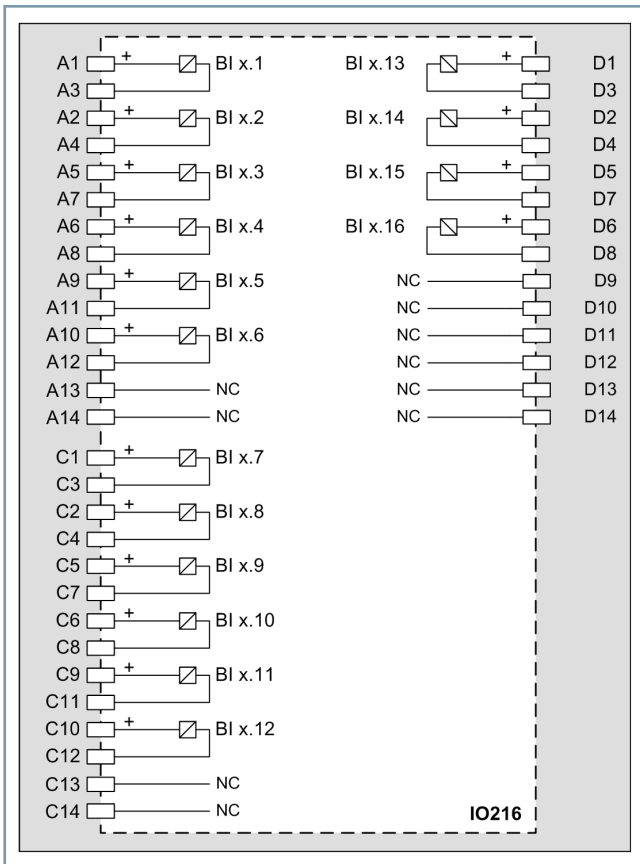 A1 + BI x.1 BI x.13 + D1
A3 D3
A2 + BI x.2 BI x.14 + D2
A4 D4
A5 + BI x.3 BI x.15 + D5
A7 D7
A6 + BI x.4 BI x.16 + D6
A8 D8
A9 + BI x.5 NC D9
A11 NC D10
A10 + BI x.6 NC D11
A12 NC D12
A13 NC NC D13
A14 NC NC D14
C1 + BI x.7
C3
C2 + BI x.8
C4
C5 + BI x.9
C7
C6 + BI x.10
C8
C9 + BI x.11
C11
C10 + BI x.12
C12
C13 NC
C14 NC IO216